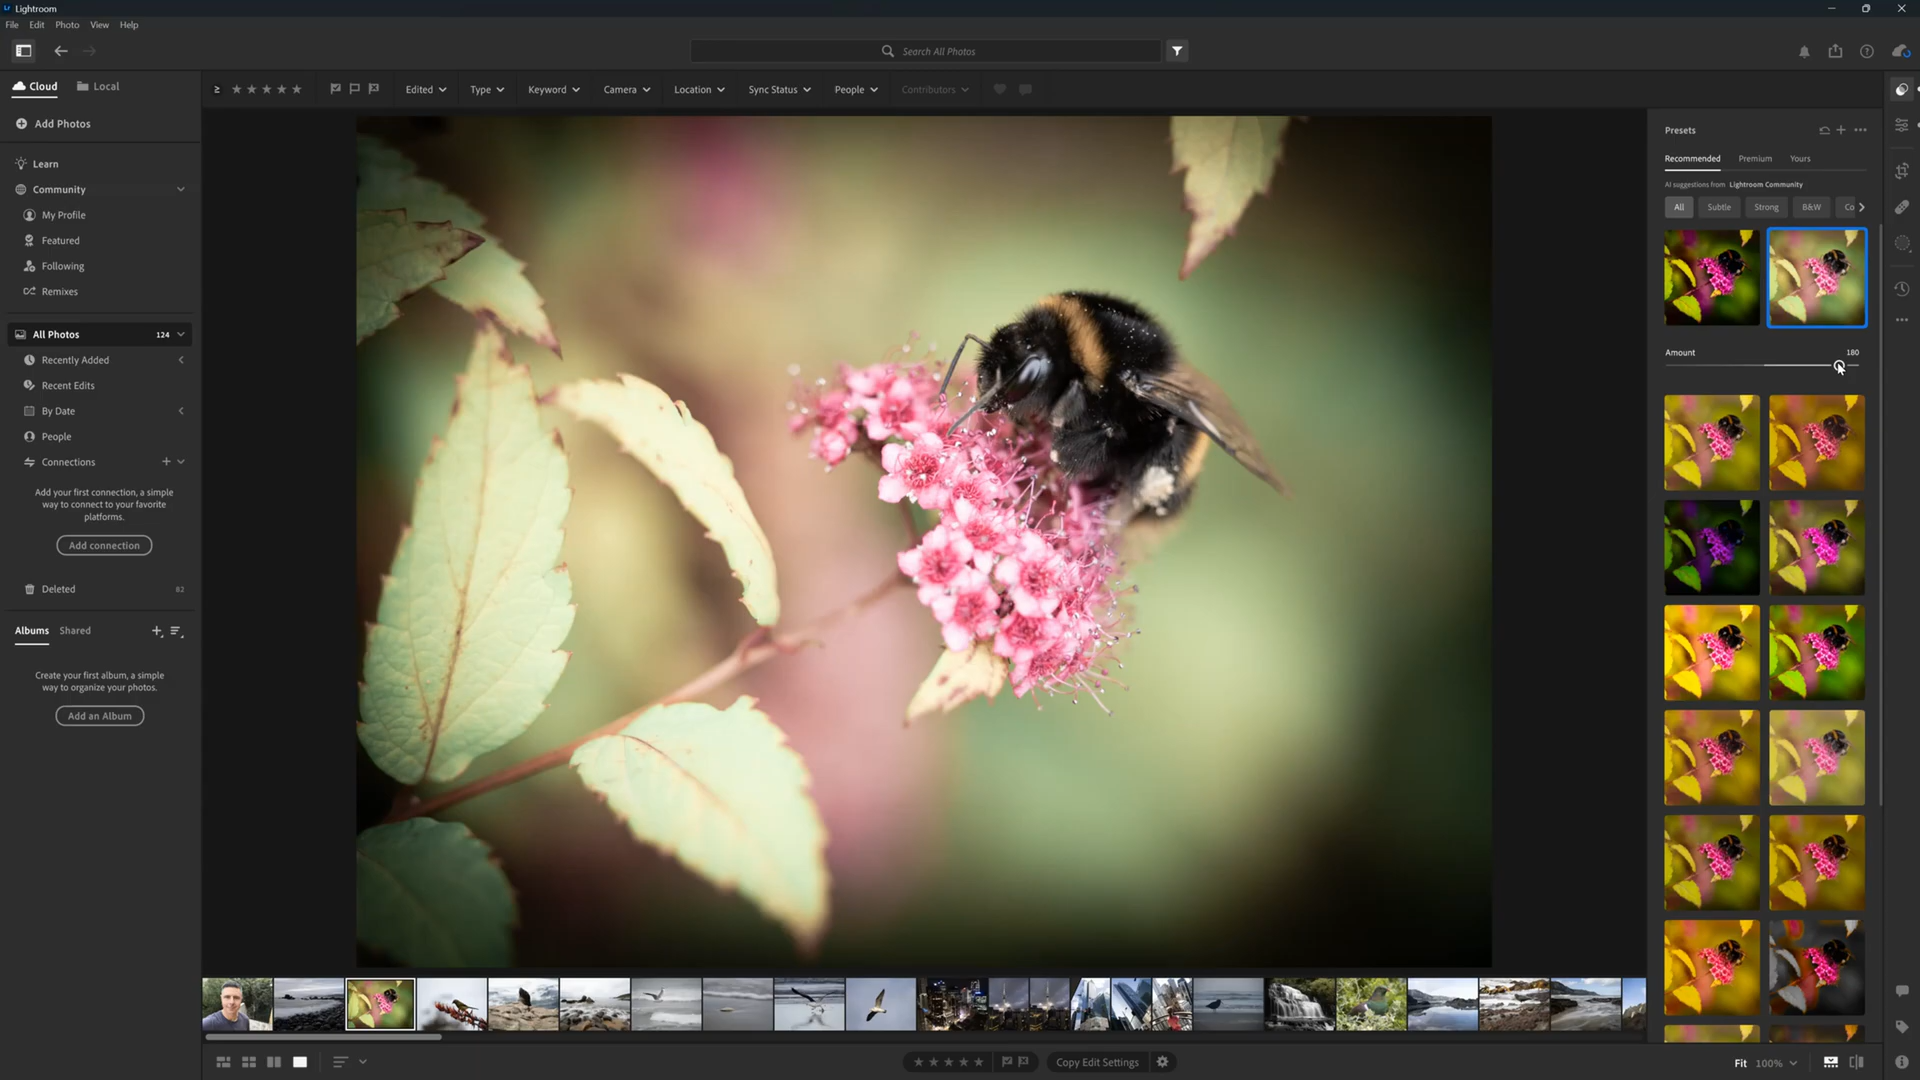 Lr Lightroom
File Edit Photo View Help
Search All Photos
Cloud Local
≥ Edited Type Keyword Camera Location Sync Status People Contributors
Add Photos
Learn
Community
My Profile
Featured
Following
Remixes
All Photos 124
Recently Added
Recent Edits
By Date
People
Connections
Add your first connection, a simple
way to connect to your favorite
platforms.
Add connection
Deleted 82
Albums Shared
Create your first album, a simple
way to organize your photos.
Add an Album
Presets
Recommended Premium Yours
AI suggestions from Lightroom Community
All Subtle Strong B&W Co
Amount 180
Copy Edit Settings
Fit 100%